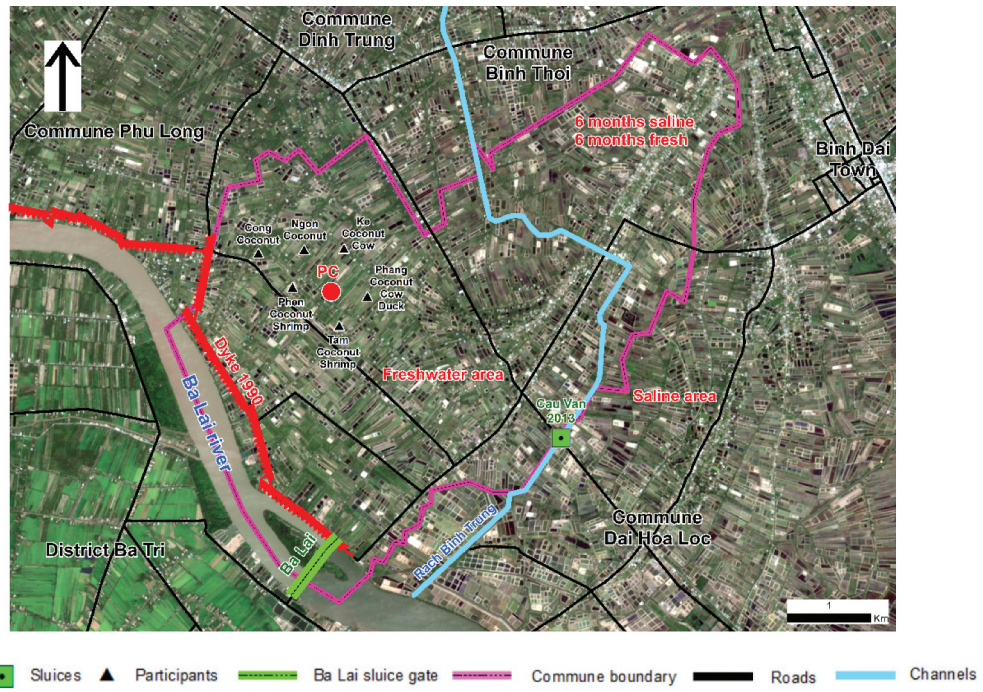 Commune
Dinh Trung
Commune
Binh Thoi
Commune Phu Long
6 months saline
6 months fresh
Binh Dai
Town
Cong
Coconut
Ngon
Coconut
Ke
Coconut
Cow
PC
Phang
Coconut
Cow
Duck
Phen
Coconut
Shrimp
Tam
Coconut
Shrimp
Dyke 1990
Ba Lai river
Freshwater area
Saline area
Cau Van
2013
Rach Binh Trung
Commune
Dai Hoa Loc
District Ba Tri
Ba Lai
1
Km
Sluices
Participants
Ba Lai sluice gate
Commune boundary
Roads
Channels